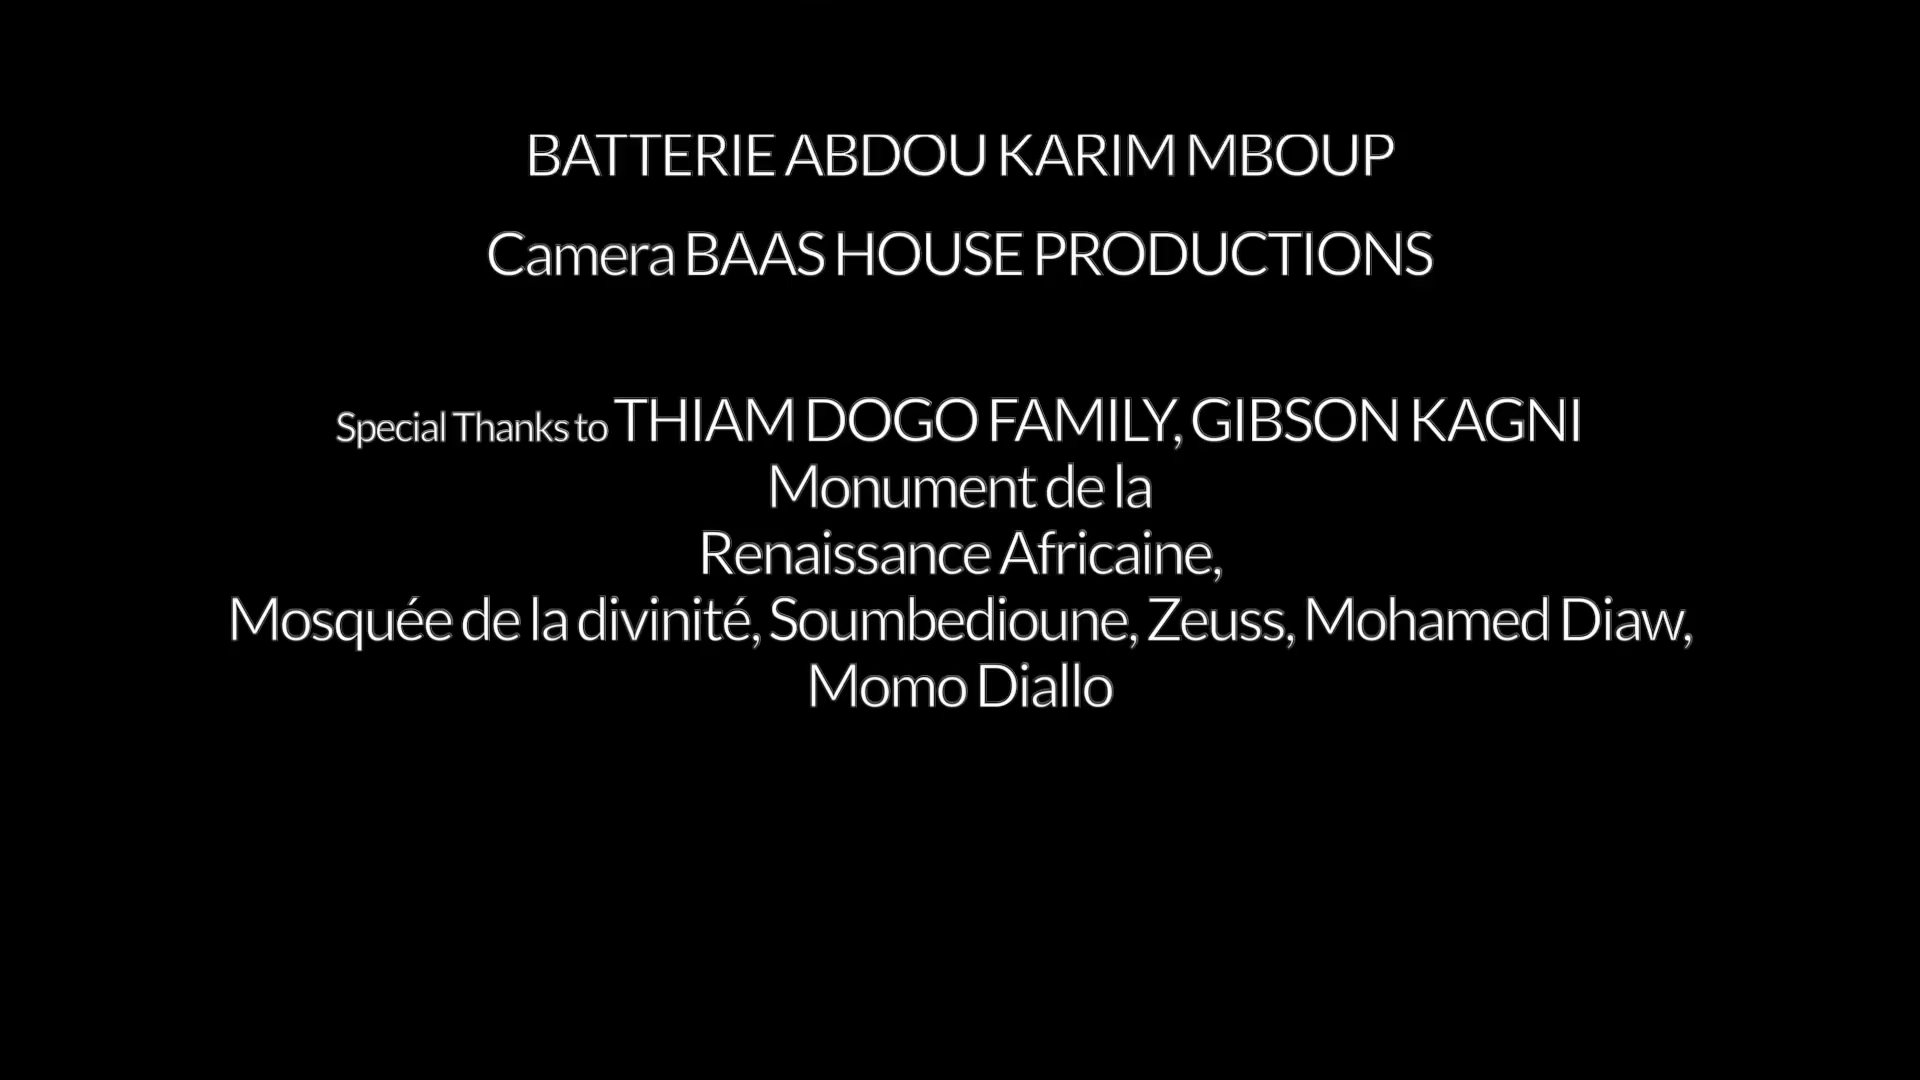 BATTERIE ABDOU KARIM MBOUP
Camera BAAS HOUSE PRODUCTIONS
Special Thanks to THIAM DOGO FAMILY, GIBSON KAGNI
Monument de la
Renaissance Africaine,
Mosquée de la divinité, Soumbedioune, Zeuss, Mohamed Diaw,
Momo Diallo